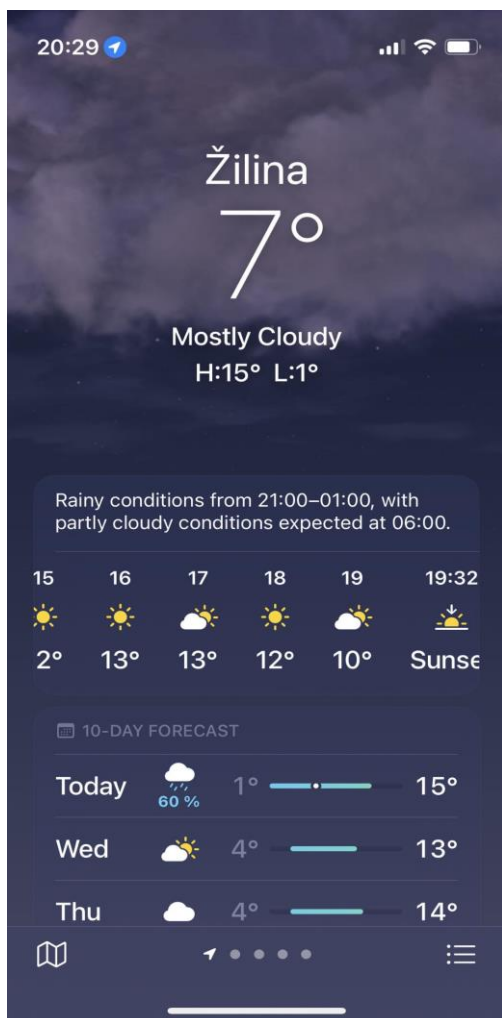 20:29
Žilina
7°
Mostly Cloudy
H:15° L:1°
Rainy conditions from 21:00–01:00, with
partly cloudy conditions expected at 06:00.
15 16 17 18 19 19:32
2° 13° 13° 12° 10° Sunse
10-DAY FORECAST
Today 60 % 1° 15°
Wed 4° 13°
Thu 4° 14°